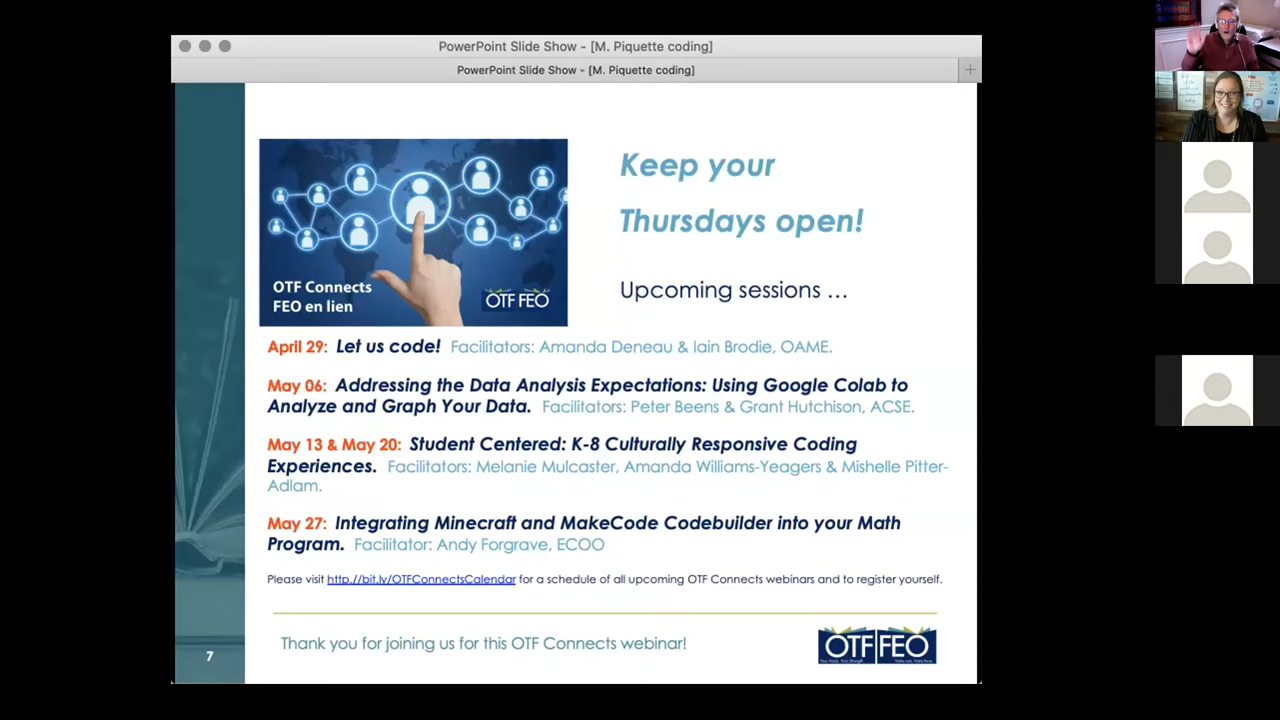 PowerPoint Slide Show - [M. Piquette coding]
PowerPoint Slide Show - [M. Piquette coding]
Keep your
Thursdays open!
Upcoming sessions …
OTF Connects
FEO en lien
OTF FEO
April 29: Let us code! Facilitators: Amanda Deneau & Iain Brodie, OAME.
May 06: Addressing the Data Analysis Expectations: Using Google Colab to
Analyze and Graph Your Data. Facilitators: Peter Beens & Grant Hutchison, ACSE.
May 13 & May 20: Student Centered: K-8 Culturally Responsive Coding
Experiences. Facilitators: Melanie Mulcaster, Amanda Williams-Yeagers & Mishelle Pitter-
Adlam.
May 27: Integrating Minecraft and MakeCode Codebuilder into your Math
Program. Facilitator: Andy Forgrave, ECOO
Please visit http.//bit.ly/OTFConnectsCalendar for a schedule of all upcoming OTF Connects webinars and to register yourself.
Thank you for joining us for this OTF Connects webinar!
OTF FEO
7